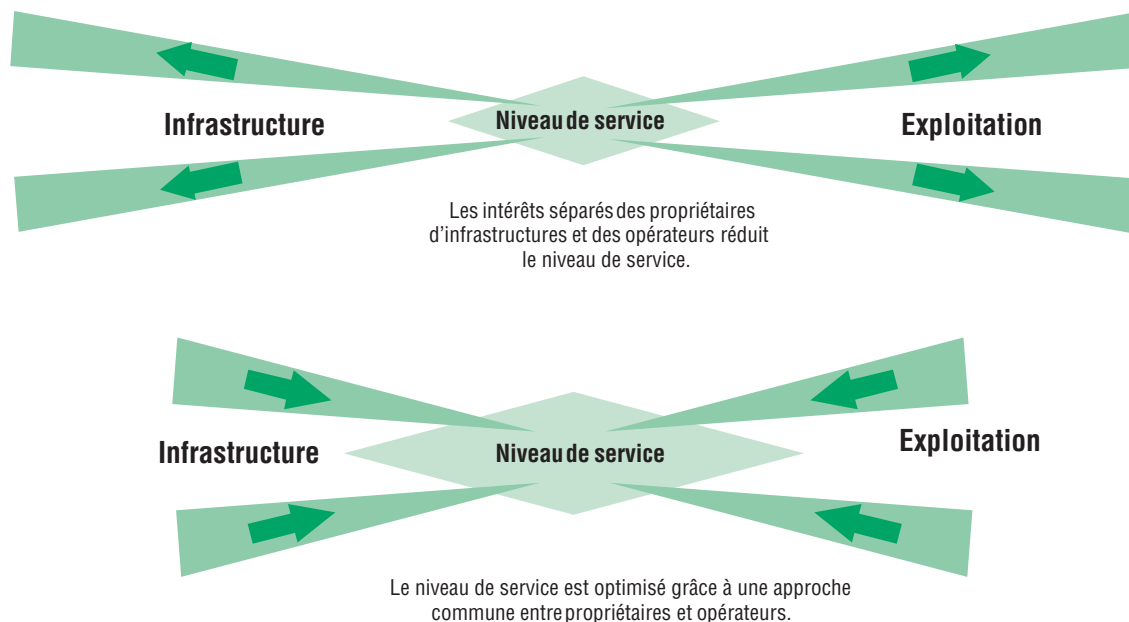 Infrastructure
Niveau de service
Exploitation
Les intérêts séparés des propriétaires
d’infrastructures et des opérateurs réduit
le niveau de service.
Infrastructure
Niveau de service
Exploitation
Le niveau de service est optimisé grâce à une approche
commune entre propriétaires et opérateurs.